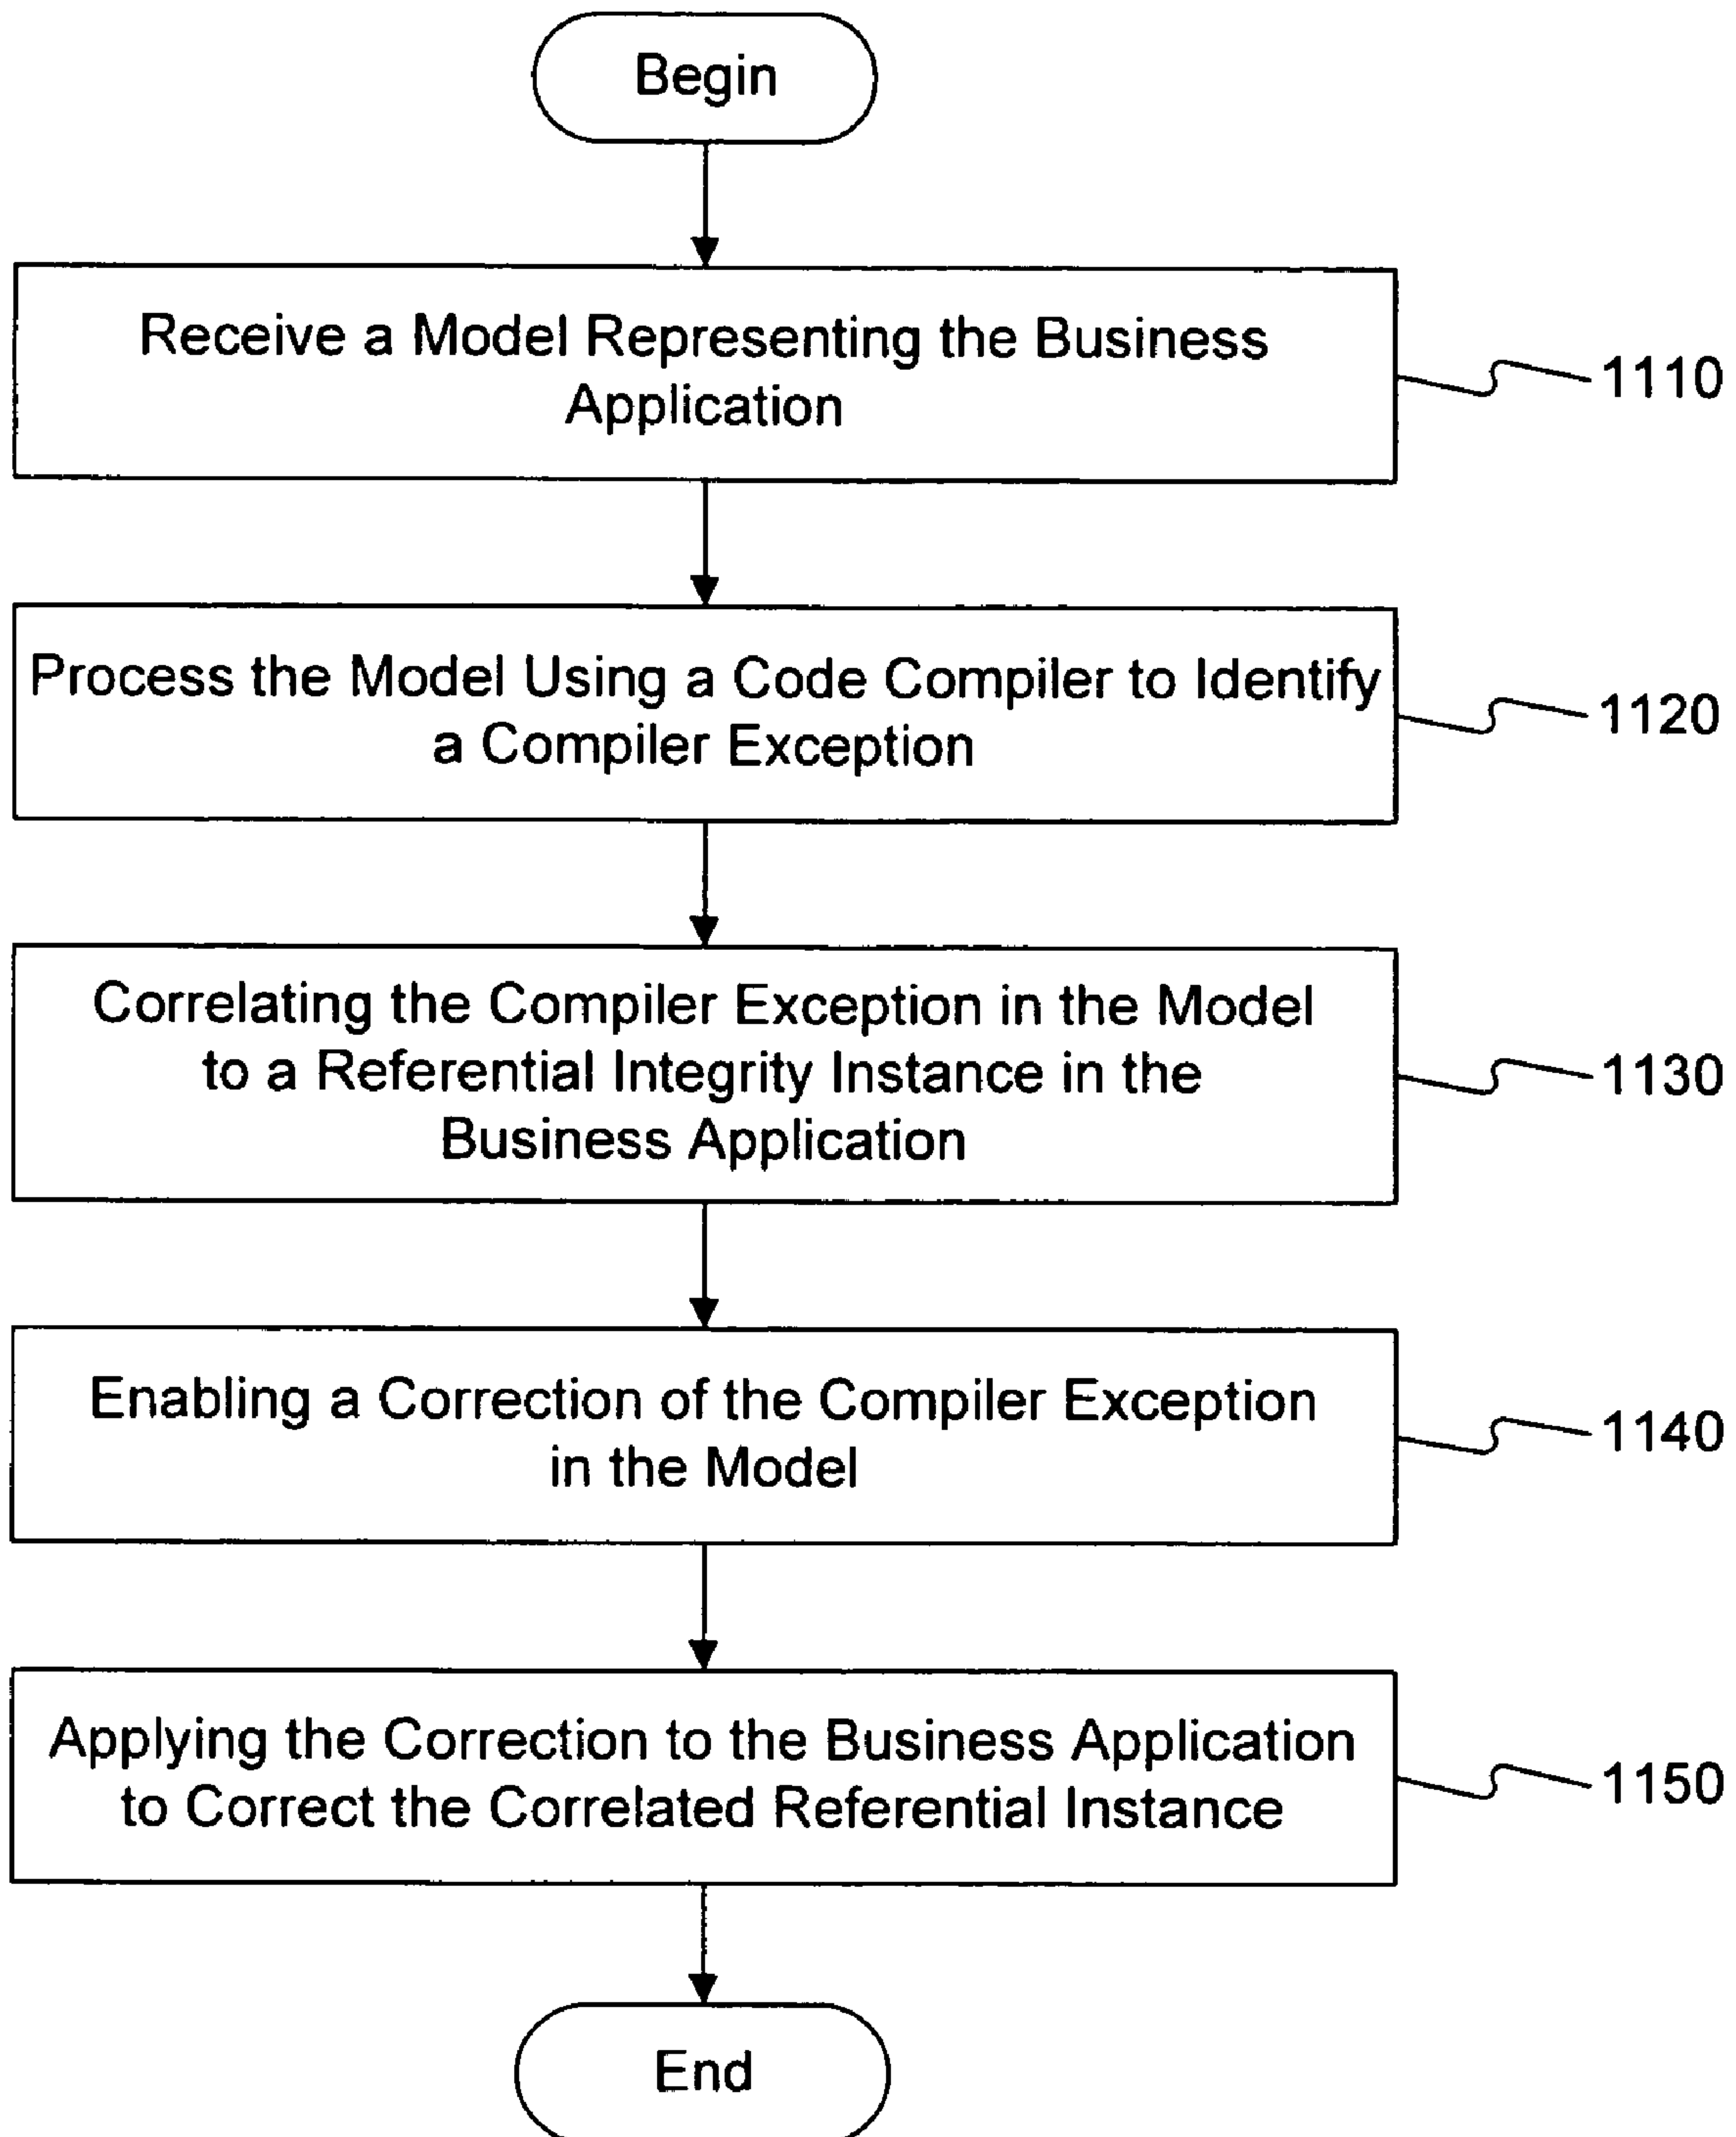 Begin
Receive a Model Representing the Business
Application
1110
Process the Model Using a Code Compiler to Identify
a Compiler Exception
1120
Correlating the Compiler Exception in the Model
to a Referential Integrity Instance in the
Business Application
1130
Enabling a Correction of the Compiler Exception
in the Model
1140
Applying the Correction to the Business Application
to Correct the Correlated Referential Instance
1150
End